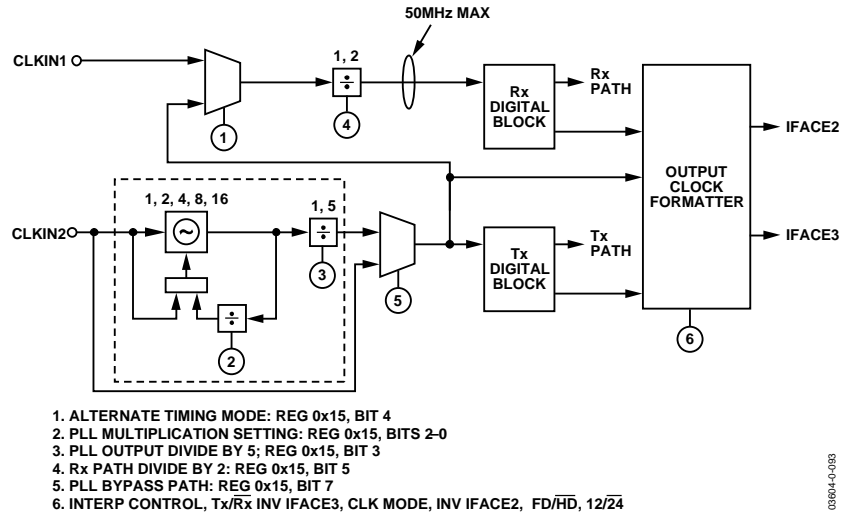 50MHz MAX
CLKIN1
1, 2
÷
1
4
Rx
DIGITAL
BLOCK
Rx
PATH
IFACE2
OUTPUT
CLOCK
FORMATTER
CLKIN2
1, 2, 4, 8, 16
~
1, 5
÷
3
÷
2
5
Tx
DIGITAL
BLOCK
Tx
PATH
IFACE3
6
1. ALTERNATE TIMING MODE: REG 0x15, BIT 4
2. PLL MULTIPLICATION SETTING: REG 0x15, BITS 2–0
3. PLL OUTPUT DIVIDE BY 5; REG 0x15, BIT 3
4. Rx PATH DIVIDE BY 2: REG 0x15, BIT 5
5. PLL BYPASS PATH: REG 0x15, BIT 7
6. INTERP CONTROL, Tx/R̅x̅ INV IFACE3, CLK MODE, INV IFACE2, FD/H̅D̅, 12/2̅4̅
03604-0-093